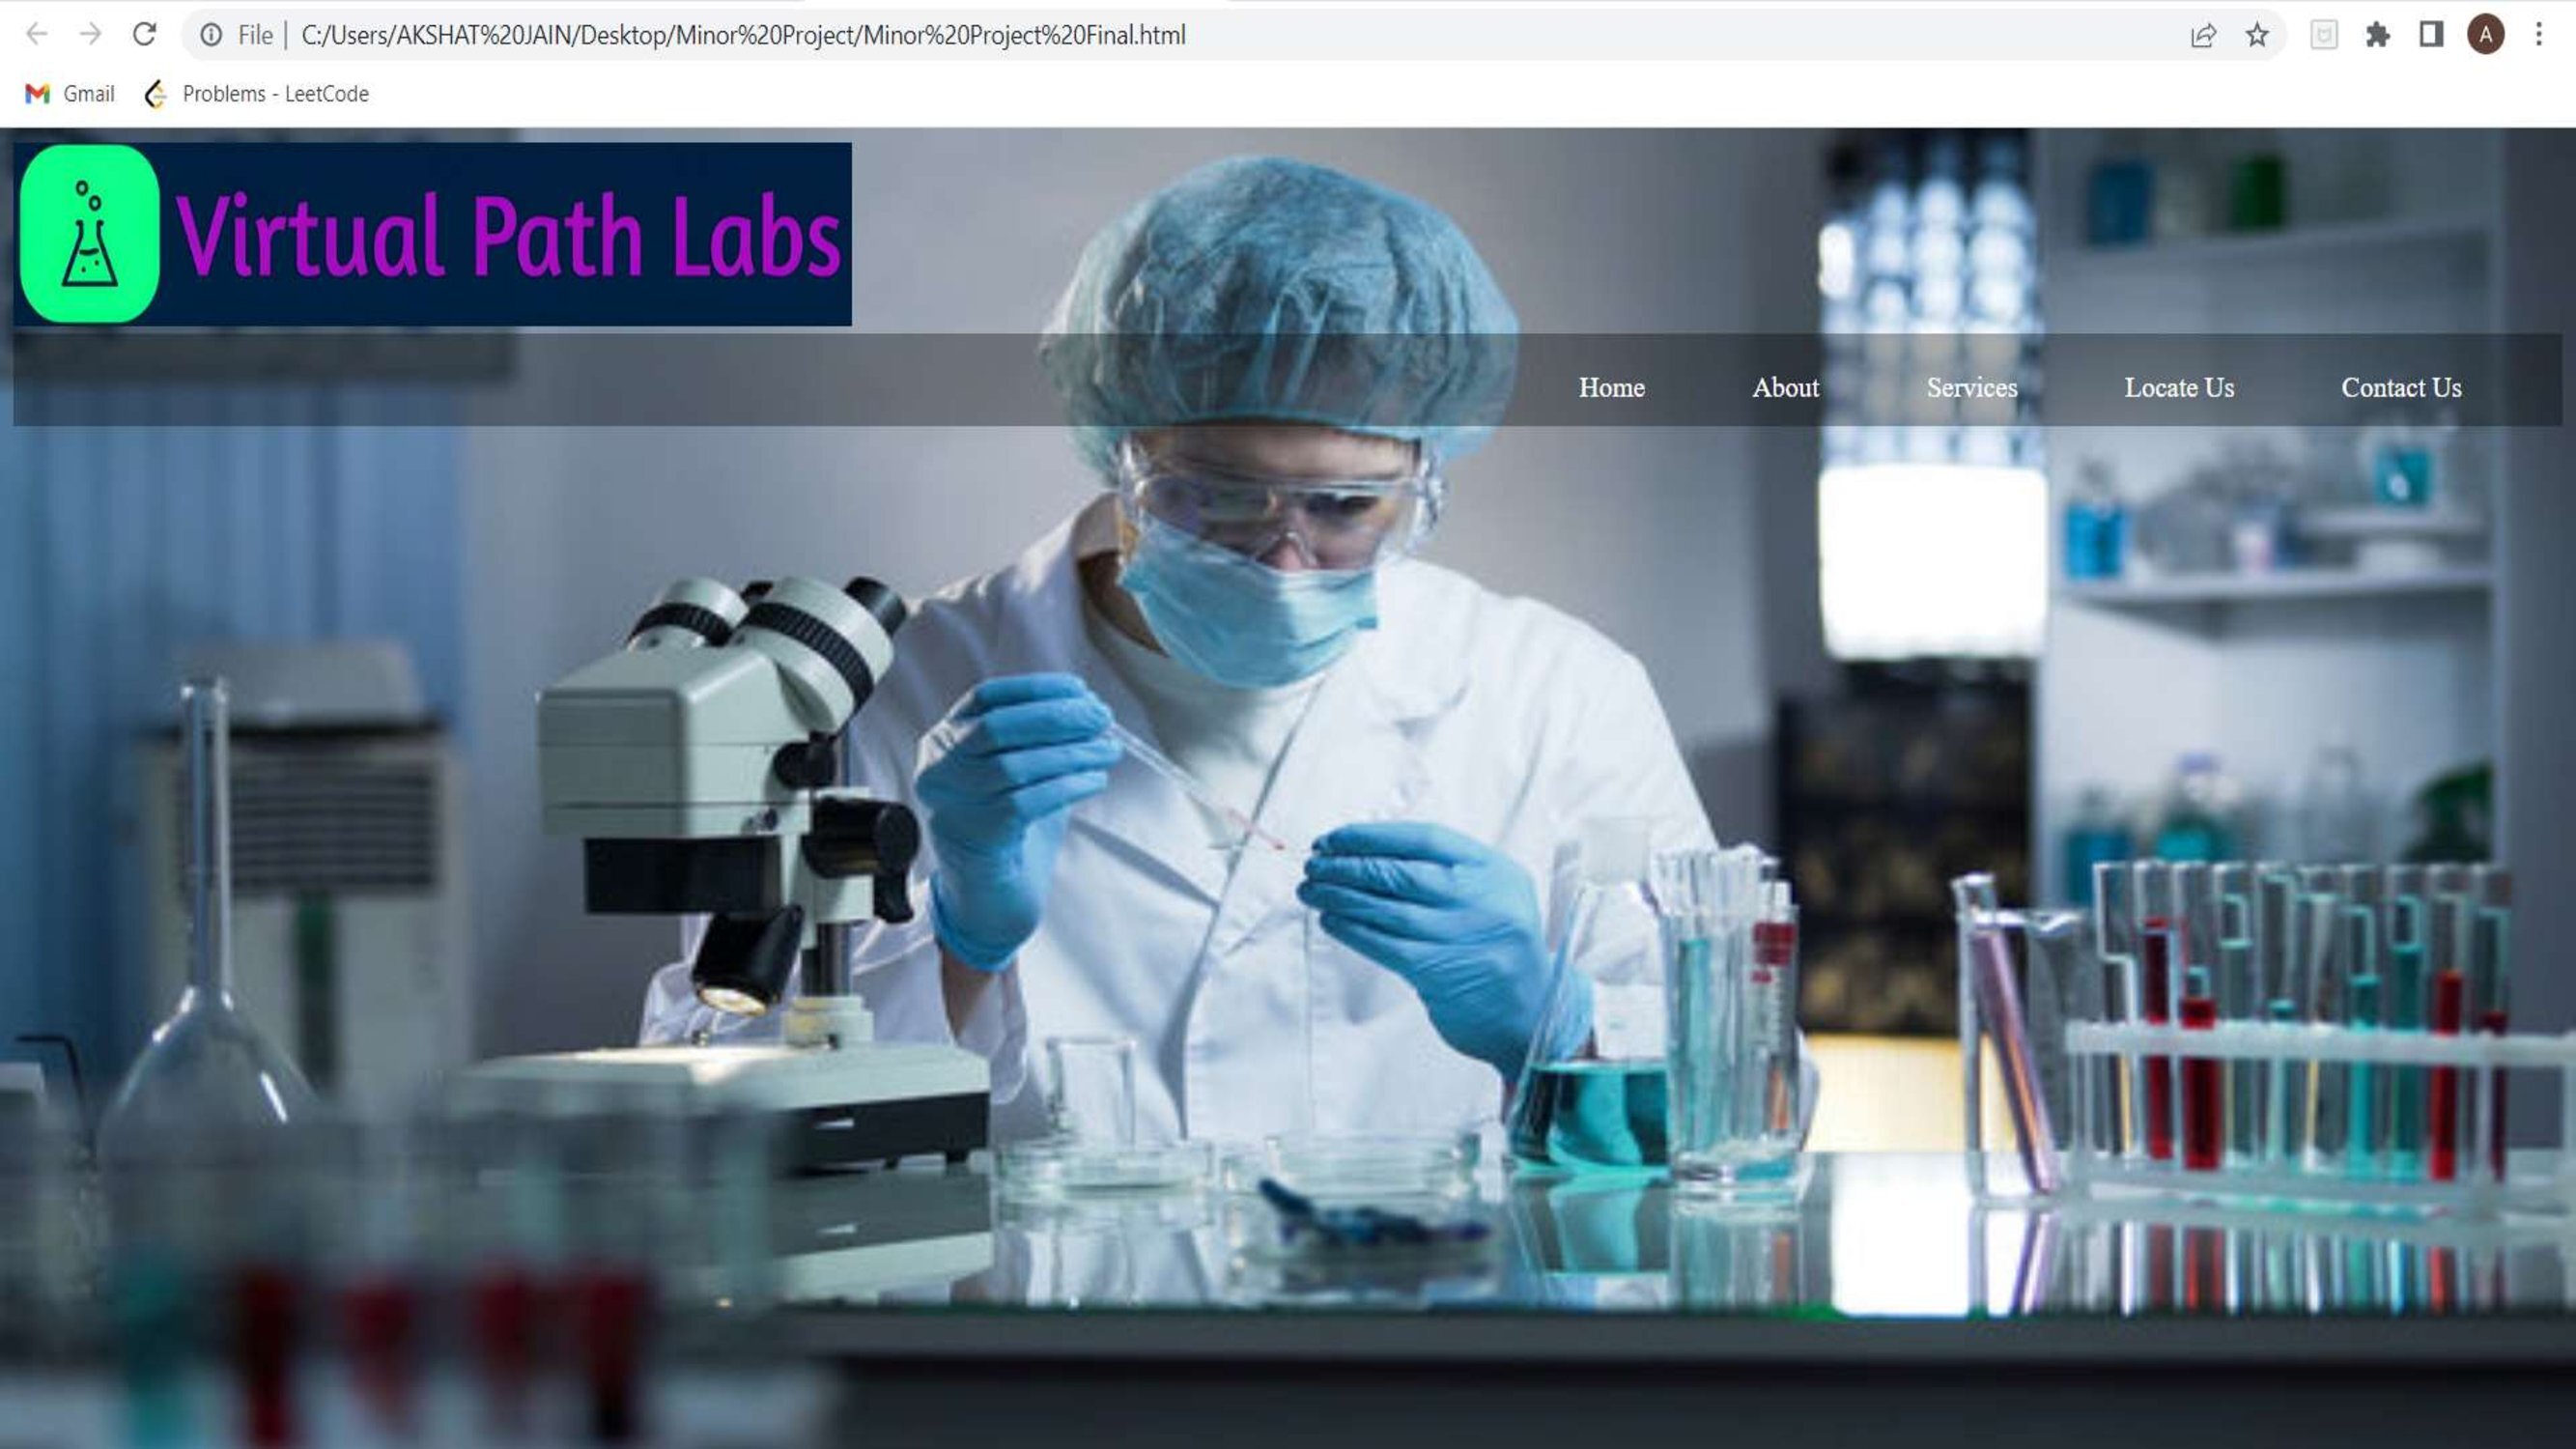 File | C:/Users/AKSHAT%20JAIN/Desktop/Minor%20Project/Minor%20Project%20Final.html
A
Gmail Problems - LeetCode
Virtual Path Labs
Home About Services Locate Us Contact Us